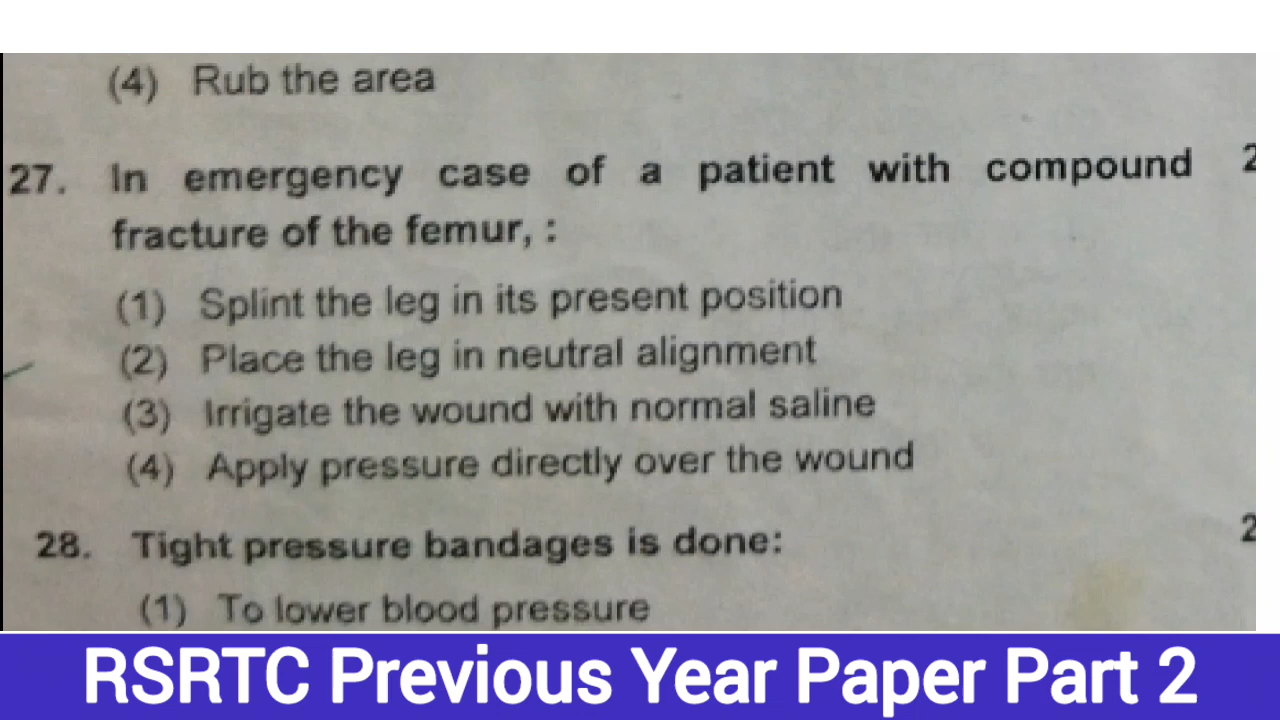 (4) Rub the area
27. In emergency case of a patient with compound 2
fracture of the femur, :
(1) Splint the leg in its present position
(2) Place the leg in neutral alignment
(3) Irrigate the wound with normal saline
(4) Apply pressure directly over the wound
28. Tight pressure bandages is done: 2
(1) To lower blood pressure
RSRTC Previous Year Paper Part 2